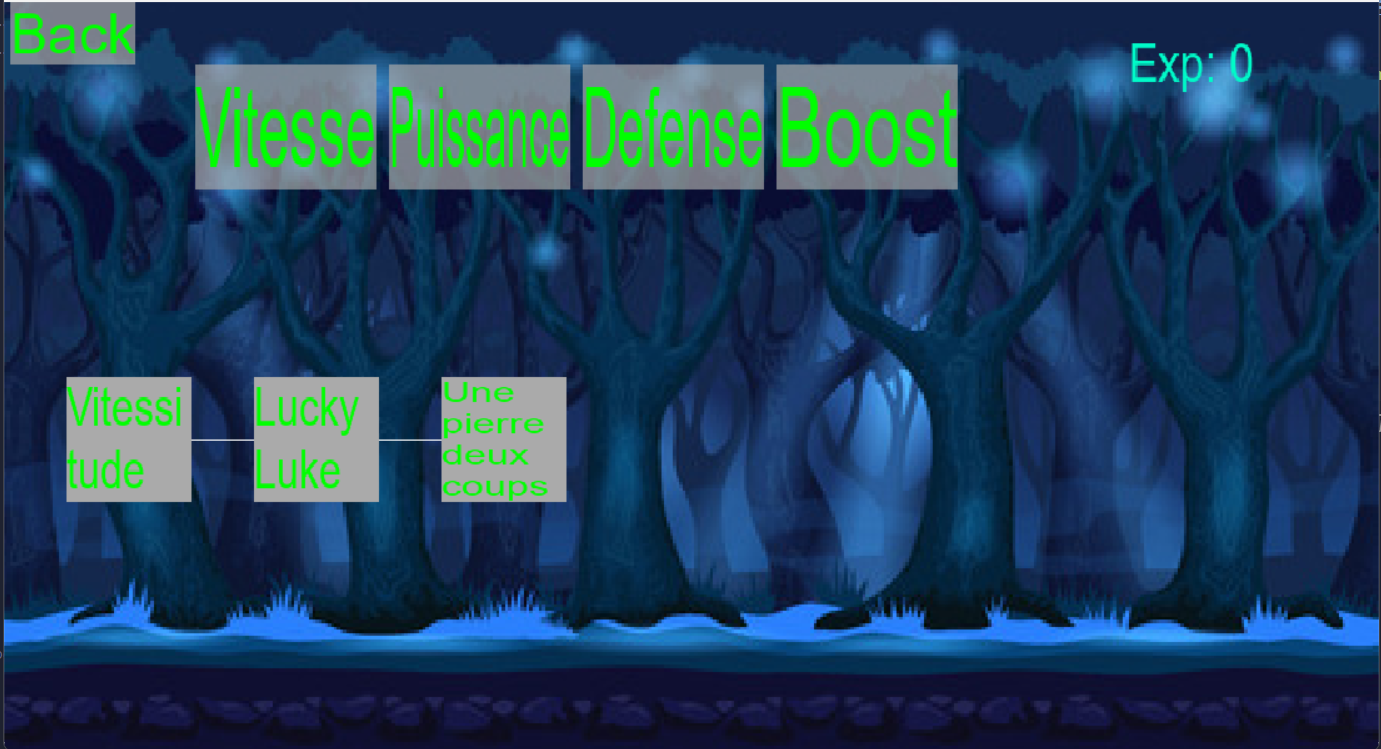 Back
Exp: 0
Vitesse Puissance Defense Boost
Vitessi
tude
Lucky
Luke
Une
pierre
deux
coups